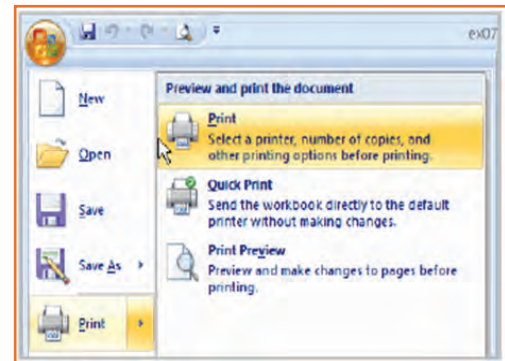 ex07
New
Open
Save
Save As
Print
Preview and print the document
Print
Select a printer, number of copies, and
other printing options before printing.
Quick Print
Send the workbook directly to the default
printer without making changes.
Print Preview
Preview and make changes to pages before
printing.